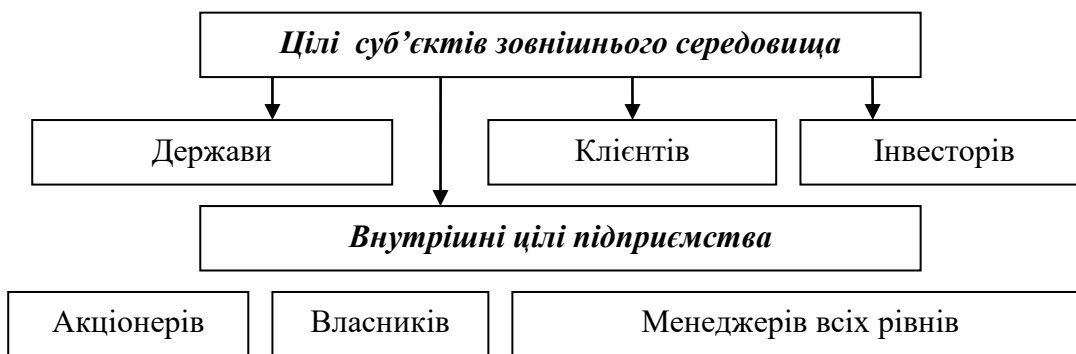 Цілі суб’єктів зовнішнього середовища
Держави
Клієнтів
Інвесторів
Внутрішні цілі підприємства
Акціонерів
Власників
Менеджерів всіх рівнів